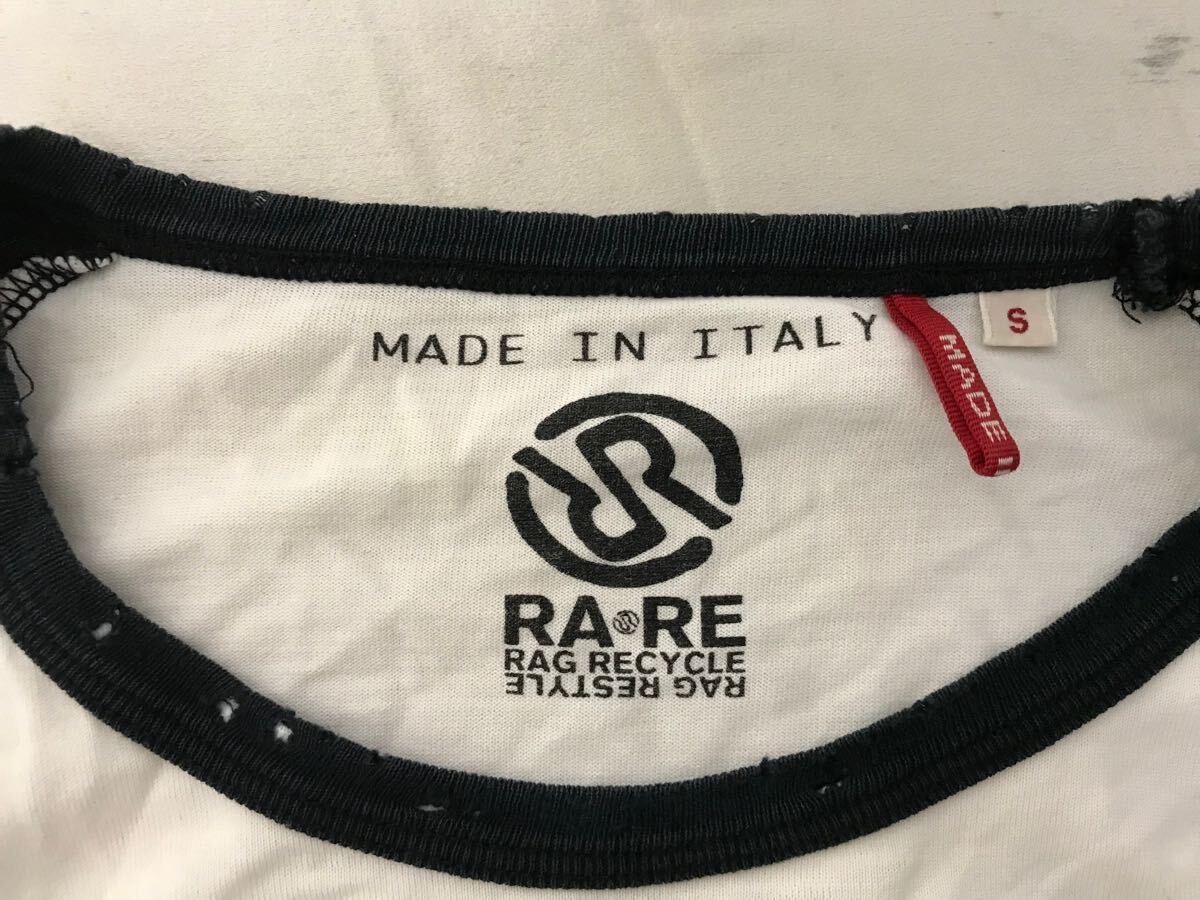 MADE IN ITALY
S
MADE
RA RE
RAG RECYCLE
RAG RESTYLE